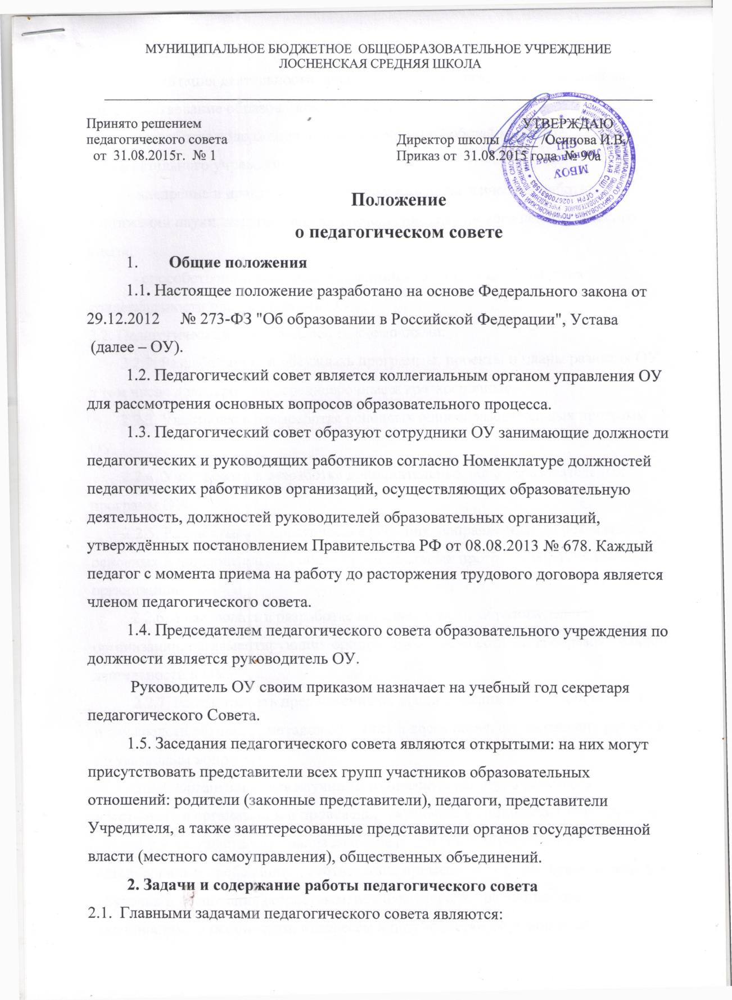 МУНИЦИПАЛЬНОЕ БЮДЖЕТНОЕ ОБЩЕОБРАЗОВАТЕЛЬНОЕ УЧРЕЖДЕНИЕ
ЛОСНЕНСКАЯ СРЕДНЯЯ ШКОЛА
Принято решением
педагогического совета
от 31.08.2015г. № 1
УТВЕРЖДАЮ
Директор школы ______ /Осипова И.В./
Приказ от 31.08.2015 года № 90а
МБОУ
Лосненская
СШ
Положение
о педагогическом совете
1. Общие положения
1.1. Настоящее положение разработано на основе Федерального закона от
29.12.2012 № 273-ФЗ "Об образовании в Российской Федерации", Устава
(далее – ОУ).
1.2. Педагогический совет является коллегиальным органом управления ОУ
для рассмотрения основных вопросов образовательного процесса.
1.3. Педагогический совет образуют сотрудники ОУ занимающие должности
педагогических и руководящих работников согласно Номенклатуре должностей
педагогических работников организаций, осуществляющих образовательную
деятельность, должностей руководителей образовательных организаций,
утверждённых постановлением Правительства РФ от 08.08.2013 № 678. Каждый
педагог с момента приема на работу до расторжения трудового договора является
членом педагогического совета.
1.4. Председателем педагогического совета образовательного учреждения по
должности является руководитель ОУ.
Руководитель ОУ своим приказом назначает на учебный год секретаря
педагогического Совета.
1.5. Заседания педагогического совета являются открытыми: на них могут
присутствовать представители всех групп участников образовательных
отношений: родители (законные представители), педагоги, представители
Учредителя, а также заинтересованные представители органов государственной
власти (местного самоуправления), общественных объединений.
2. Задачи и содержание работы педагогического совета
2.1. Главными задачами педагогического совета являются: